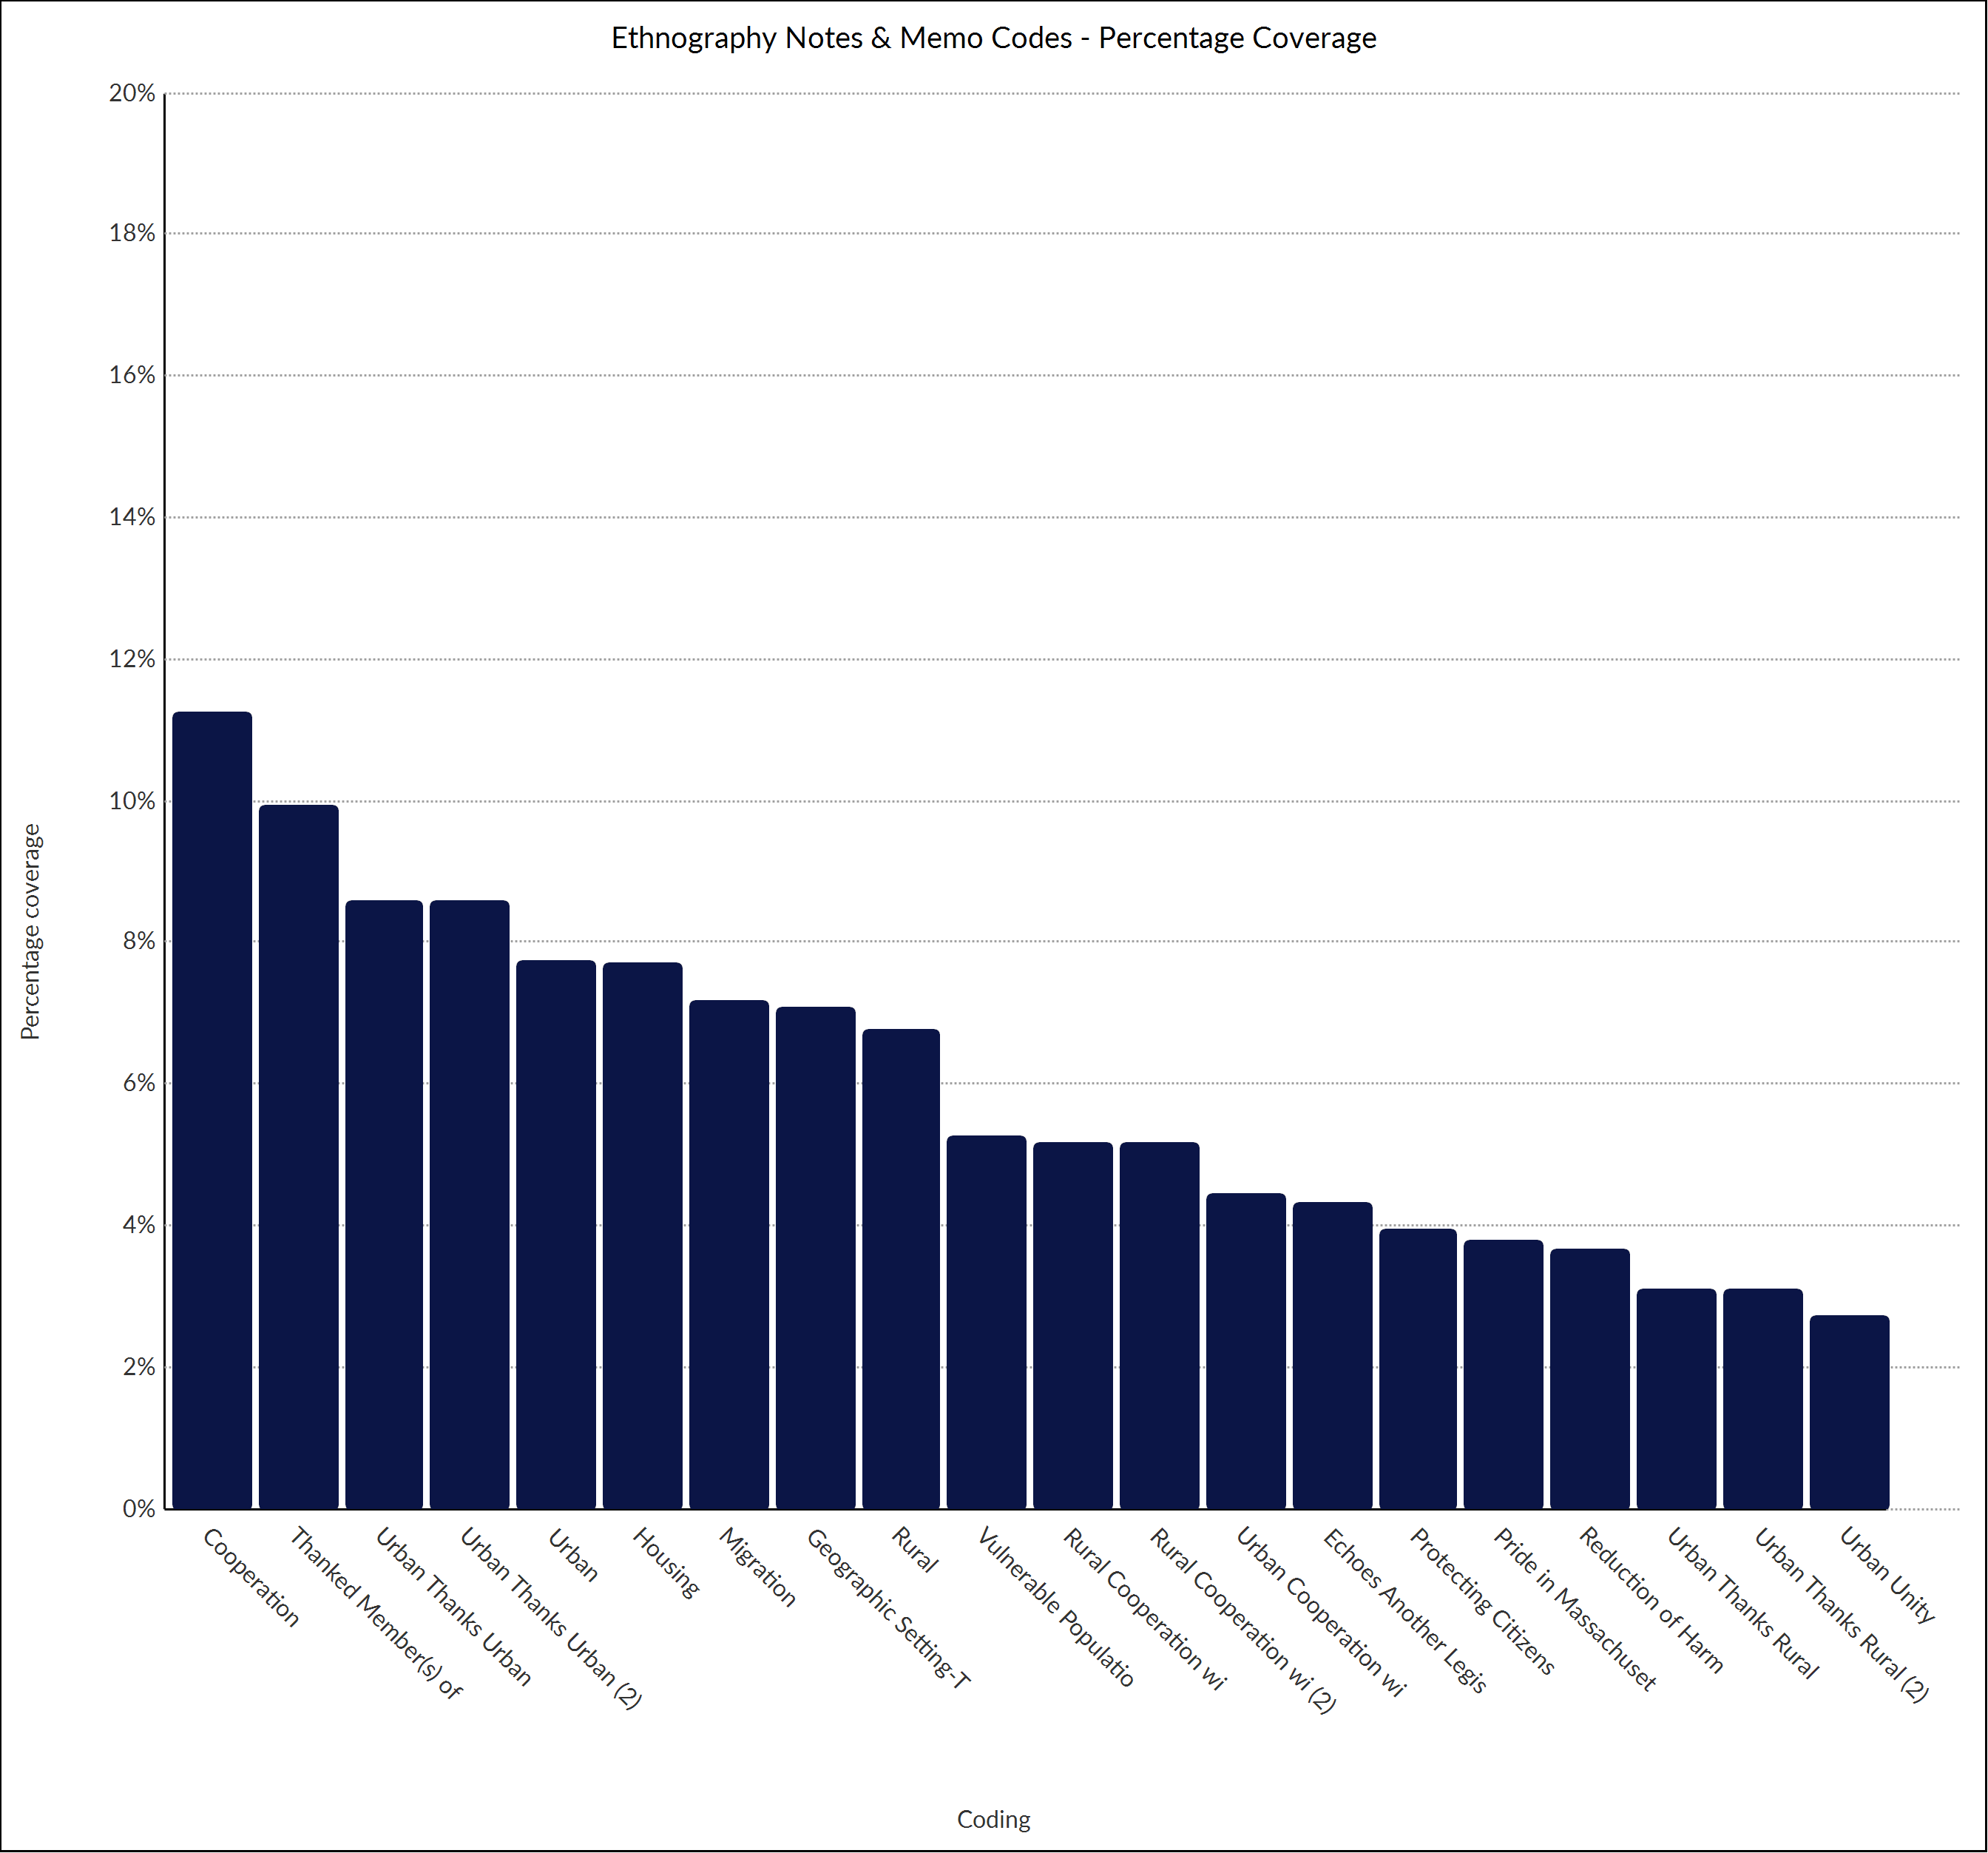 Ethnography Notes & Memo Codes - Percentage Coverage
20%
18%
16%
14%
12%
10%
8%
6%
4%
2%
0%
Percentage coverage
Cooperation
Thanked Member(s) of
Urban Thanks Urban
Urban Thanks Urban (2)
Urban
Housing
Migration
Geographic Setting-T
Rural
Vulnerable Populatio
Rural Cooperation wi
Rural Cooperation wi (2)
Urban Cooperation wi
Echoes Another Legis
Protecting Citizens
Pride in Massachuset
Reduction of Harm
Urban Thanks Rural
Urban Thanks Rural (2)
Urban Unity
Coding